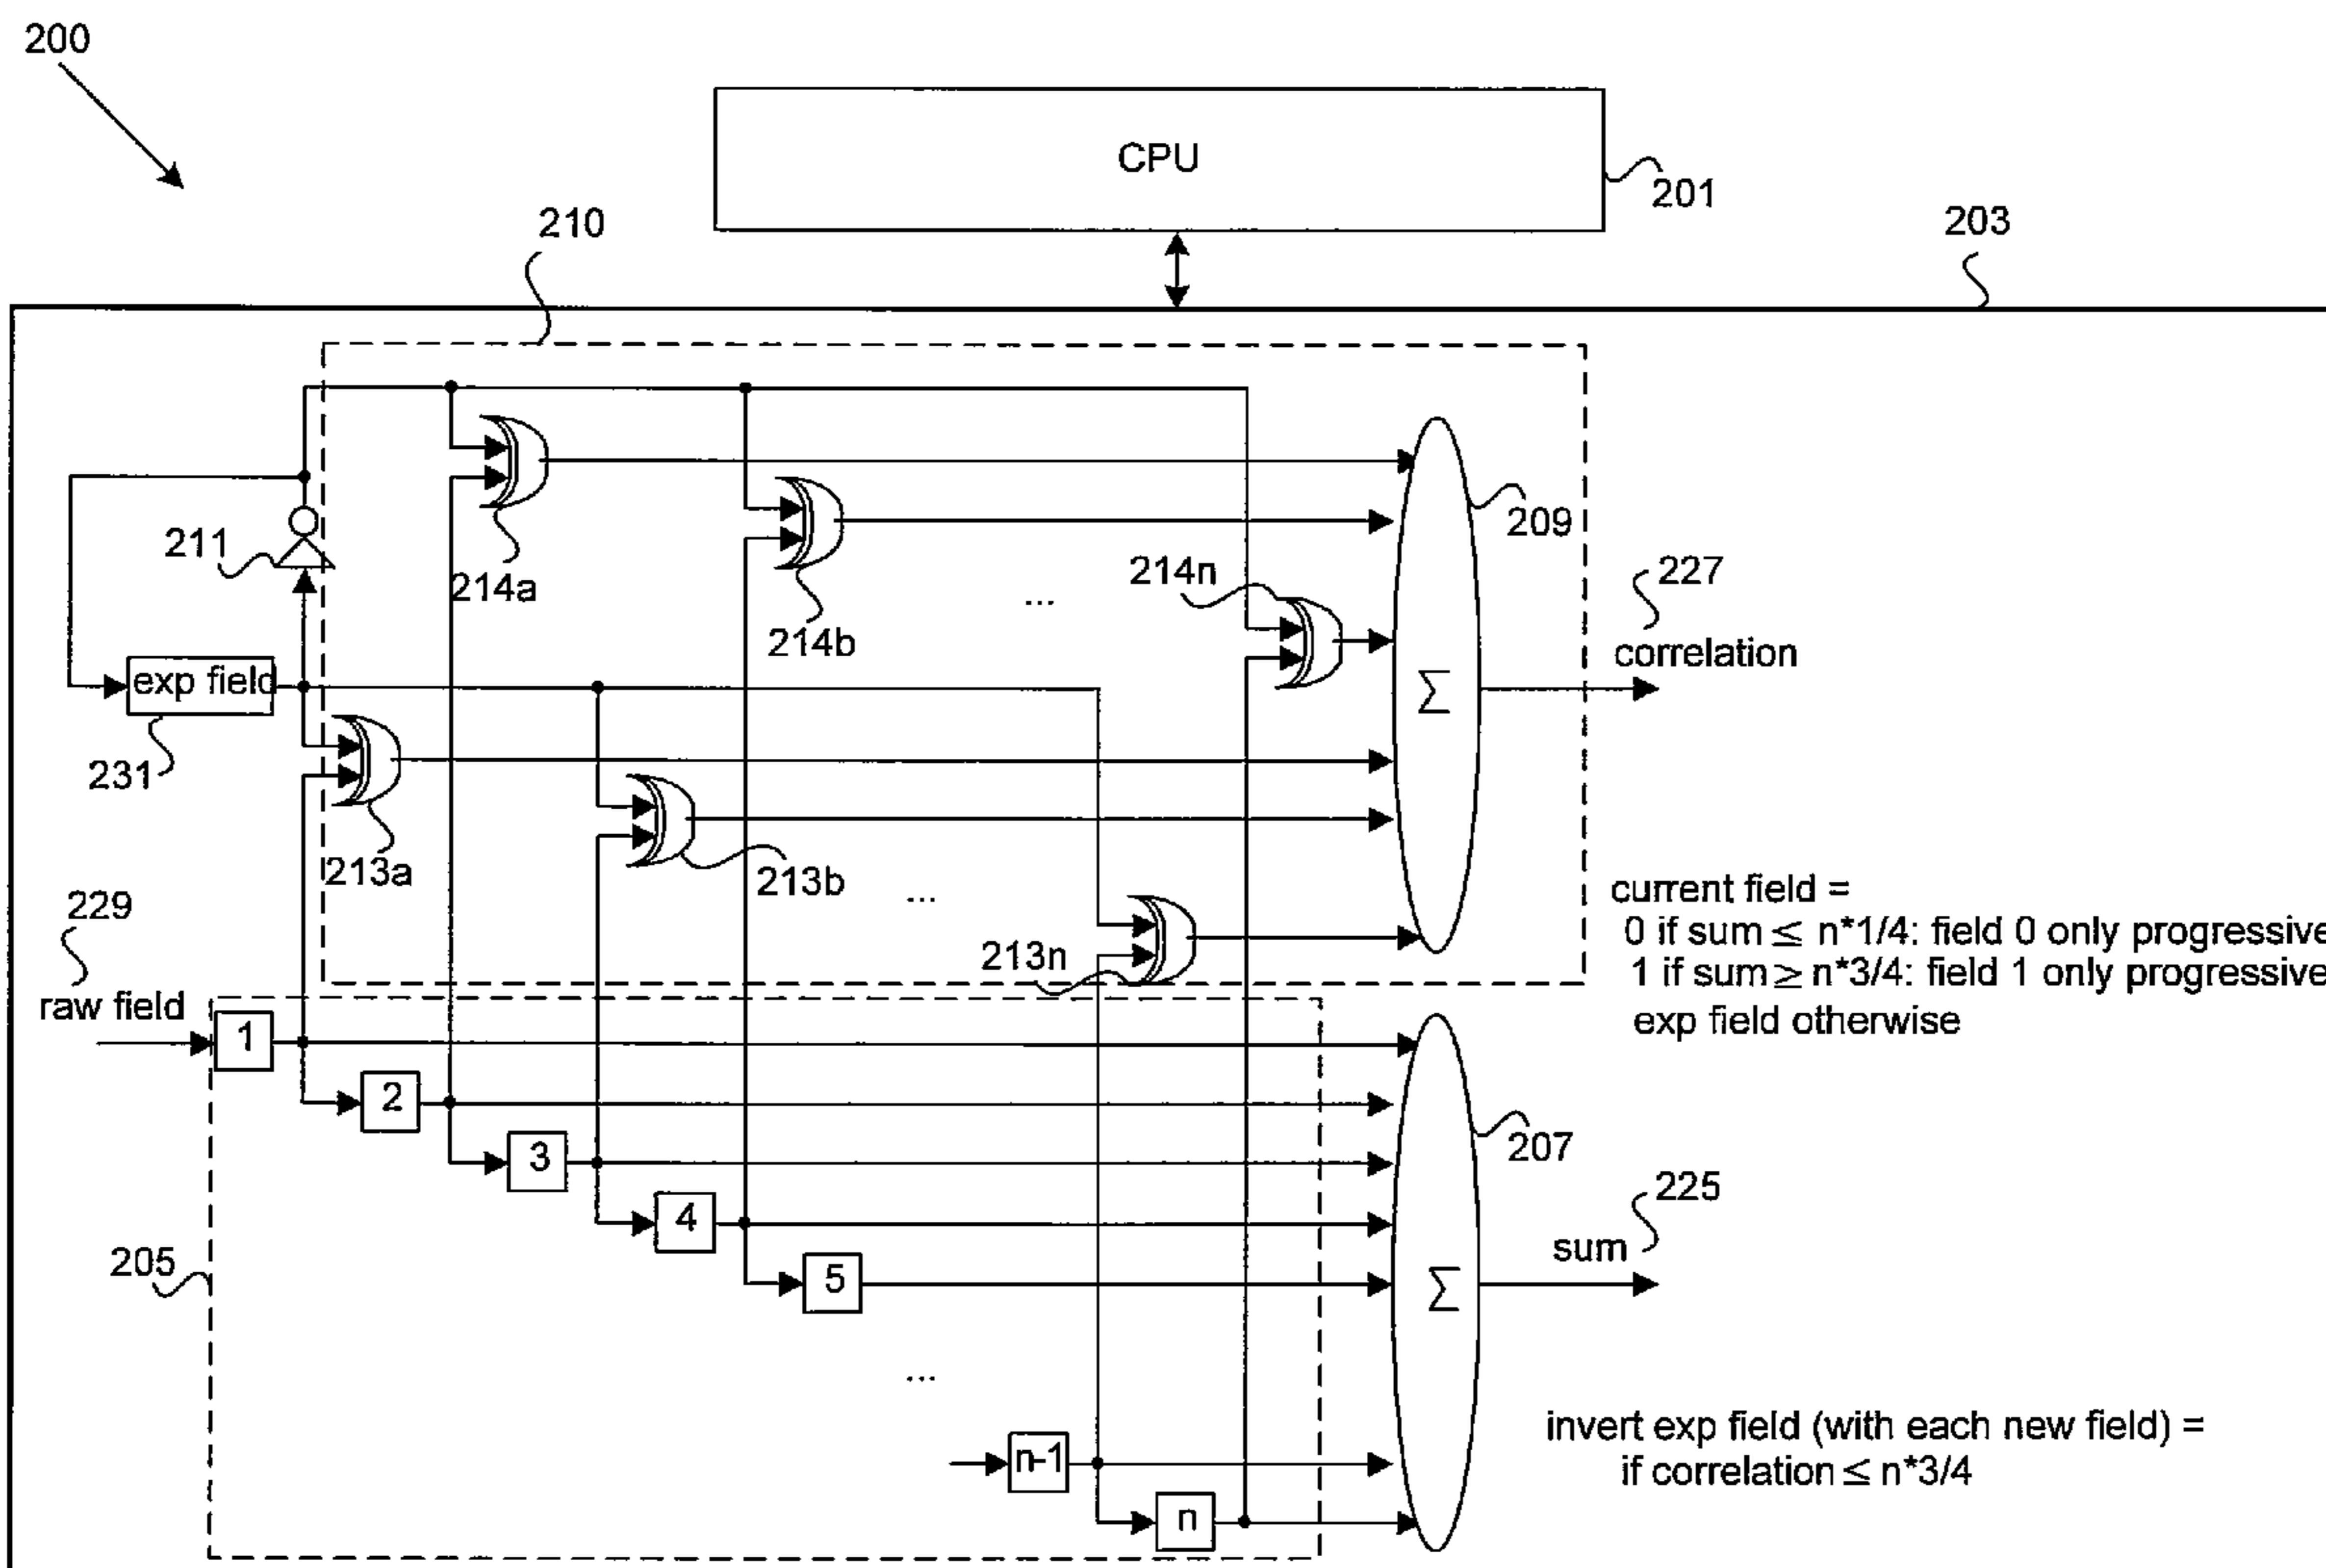 200
CPU
201
210
203
209
211
214a
214b
214n
...
227
correlation
exp field
231
Σ
213a
213b
...
213n
229
raw field
current field =
0 if sum ≤ n*1/4: field 0 only progressive
1 if sum ≥ n*3/4: field 1 only progressive
exp field otherwise
1
2
3
4
5
207
225
sum
205
Σ
...
n-1
n
invert exp field (with each new field) =
if correlation ≤ n*3/4